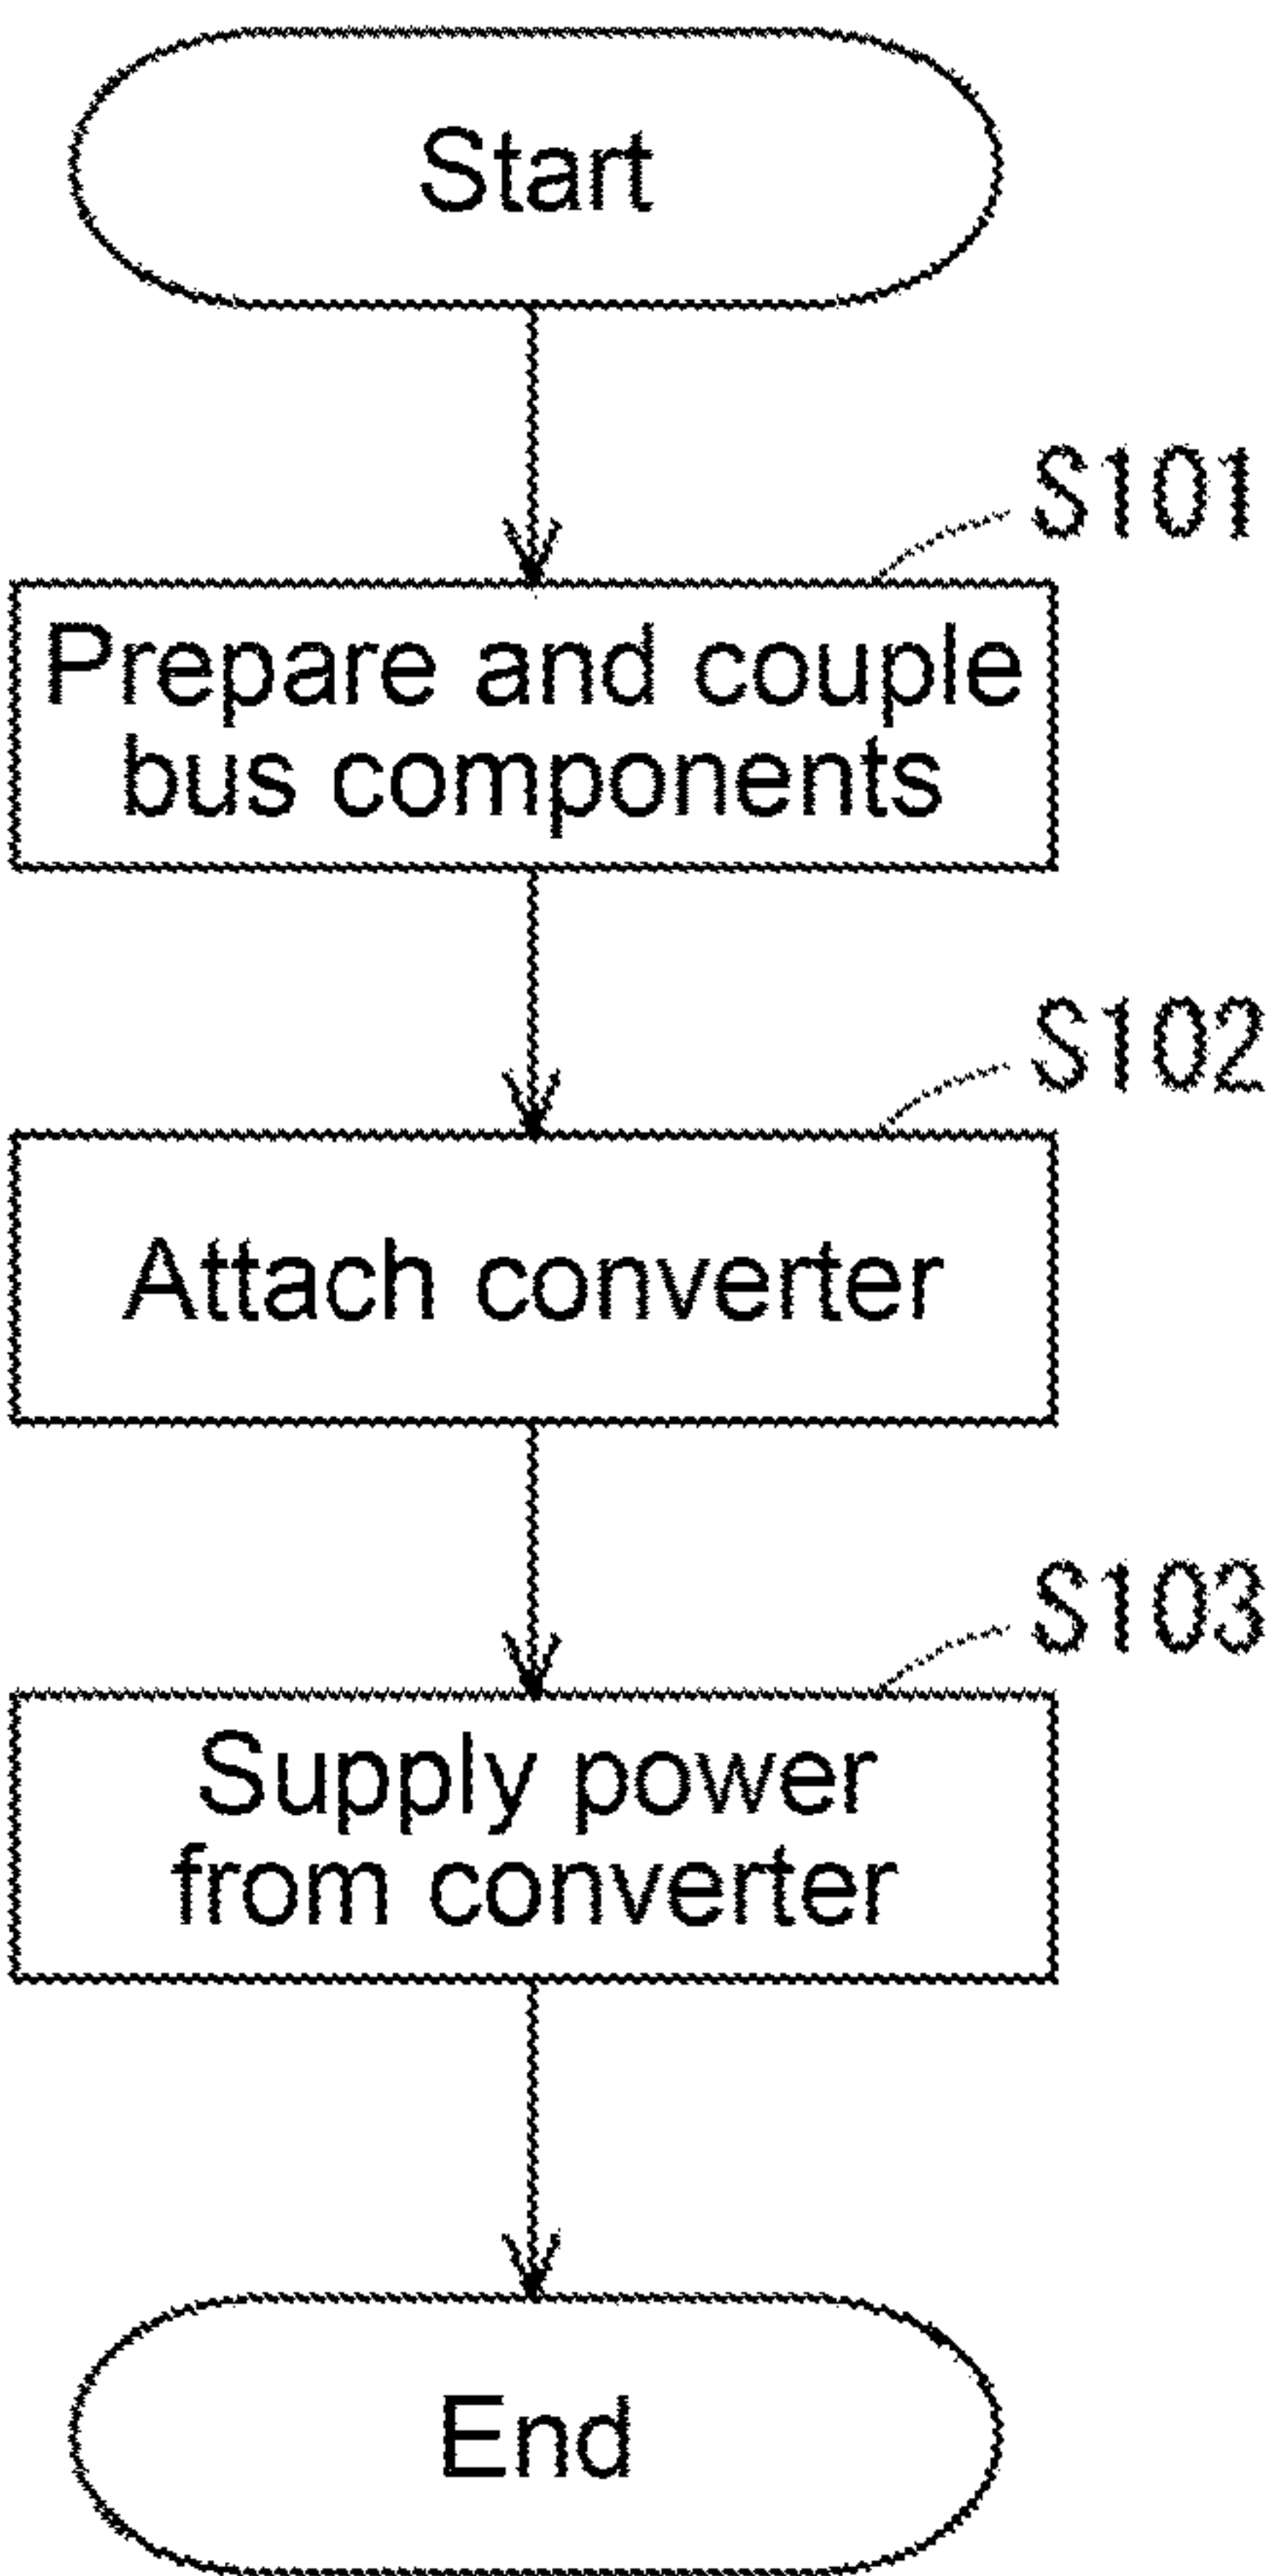 Start
S101
Prepare and couple
bus components
S102
Attach converter
S103
Supply power
from converter
End